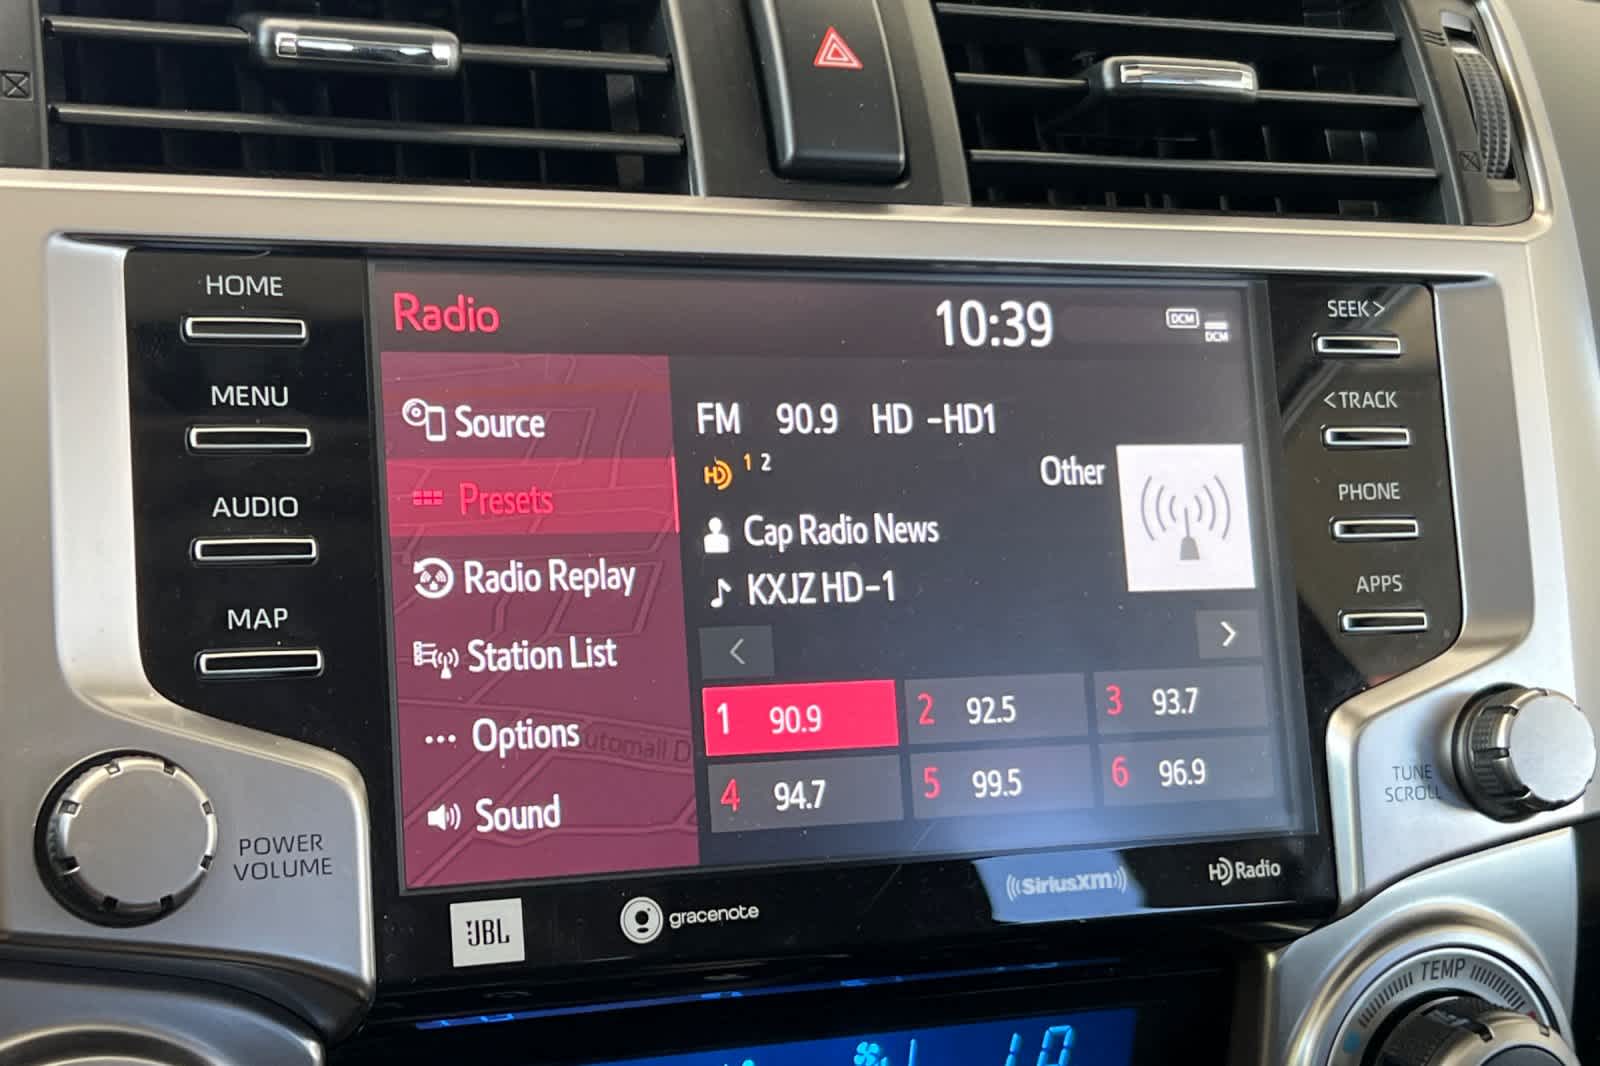 HOME
MENU
AUDIO
MAP
POWER
VOLUME
Radio
10:39
DCM
DCM
Source
Presets
Radio Replay
Station List
Options
Sound
FM 90.9 HD -HD1
HD 1 2
Other
Cap Radio News
KXJZ HD-1
1 90.9
2 92.5
3 93.7
4 94.7
5 99.5
6 96.9
utomall D
SEEK >
< TRACK
PHONE
APPS
TUNE
SCROLL
JBL
gracenote
SiriusXM
HD Radio
TEMP